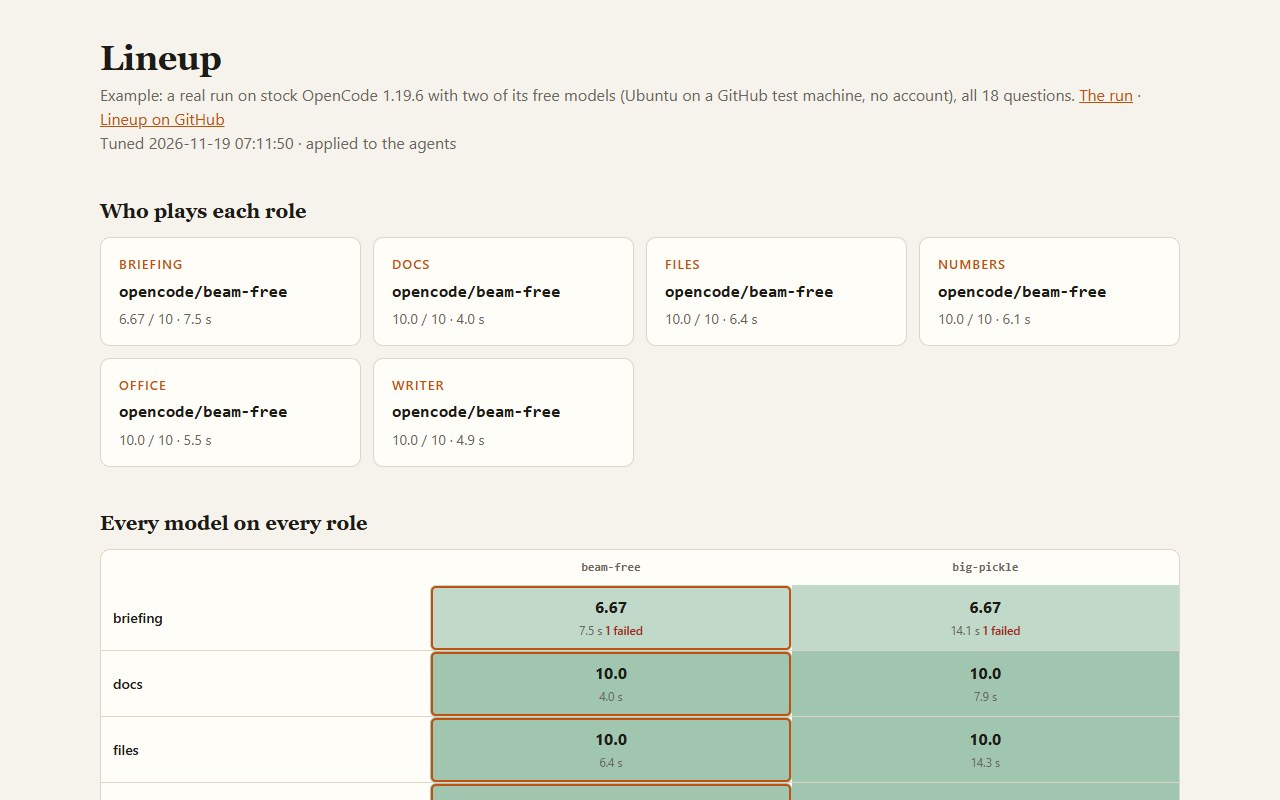 Lineup
Example: a real run on stock OpenCode 1.19.6 with two of its free models (Ubuntu on a GitHub test machine, no account), all 18 questions. The run ·
Lineup on GitHub
Tuned 2026-11-19 07:11:50 · applied to the agents
Who plays each role
BRIEFING
opencode/beam-free
6.67 / 10 · 7.5 s
DOCS
opencode/beam-free
10.0 / 10 · 4.0 s
FILES
opencode/beam-free
10.0 / 10 · 6.4 s
NUMBERS
opencode/beam-free
10.0 / 10 · 6.1 s
OFFICE
opencode/beam-free
10.0 / 10 · 5.5 s
WRITER
opencode/beam-free
10.0 / 10 · 4.9 s
Every model on every role
beam-free big-pickle
briefing
6.67
7.5 s 1 failed
6.67
14.1 s 1 failed
docs
10.0
4.0 s
10.0
7.9 s
files
10.0
6.4 s
10.0
14.3 s